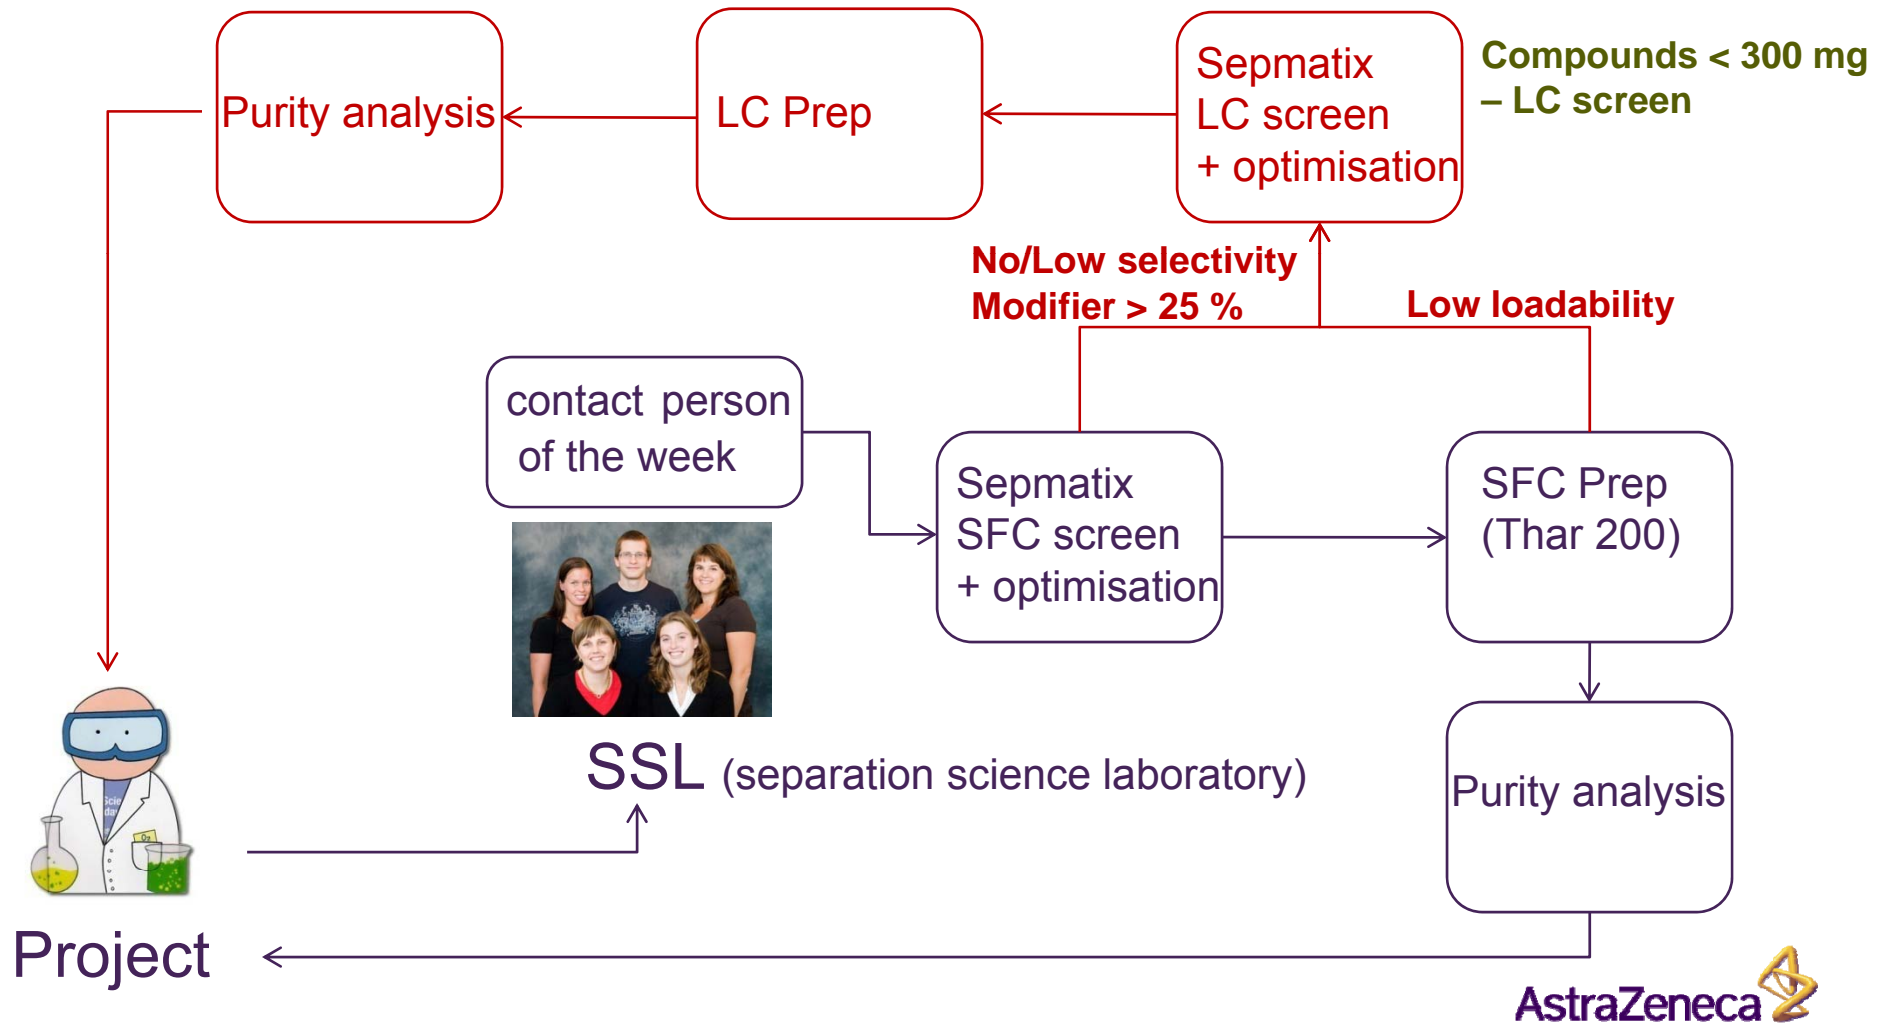 Purity analysis
LC Prep
Sepmatix
LC screen
+ optimisation
Compounds < 300 mg
– LC screen
No/Low selectivity
Modifier > 25 %
Low loadability
contact person
of the week
Sepmatix
SFC screen
+ optimisation
SFC Prep
(Thar 200)
SSL (separation science laboratory)
Purity analysis
Project
AstraZeneca